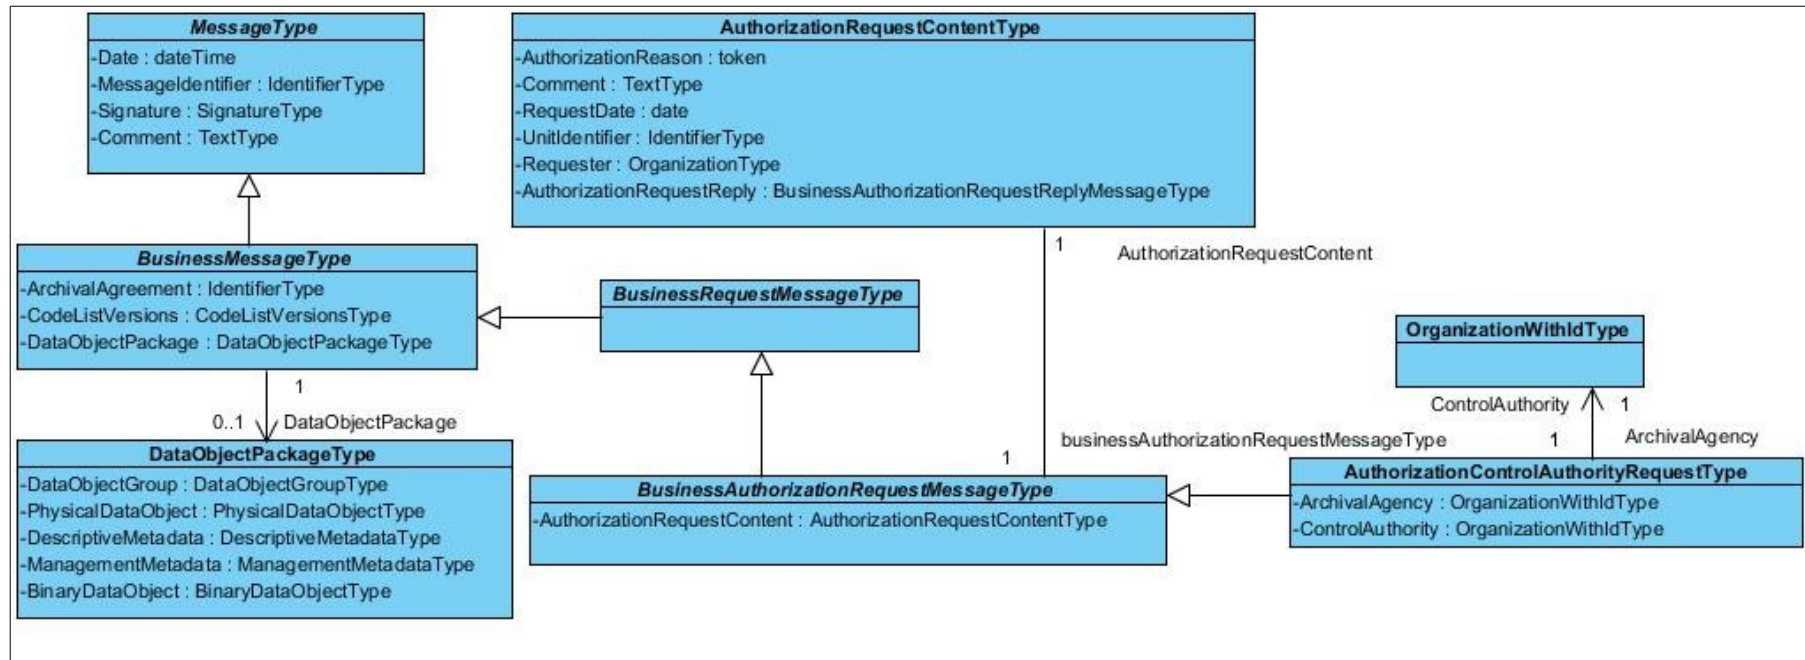 MessageType
-Date : dateTime
-MessageIdentifier : IdentifierType
-Signature : SignatureType
-Comment : TextType
AuthorizationRequestContentType
-AuthorizationReason : token
-Comment : TextType
-RequestDate : date
-UnitIdentifier : IdentifierType
-Requester : OrganizationType
-AuthorizationRequestReply : BusinessAuthorizationRequestReplyMessageType
1
AuthorizationRequestContent
BusinessMessageType
-ArchivalAgreement : IdentifierType
-CodeListVersions : CodeListVersionsType
-DataObjectPackage : DataObjectPackageType
BusinessRequestMessageType
OrganizationWithIdType
1
0..1
DataObjectPackage
ControlAuthority
1
businessAuthorizationRequestMessageType
1
ArchivalAgency
DataObjectPackageType
-DataObjectGroup : DataObjectGroupType
-PhysicalDataObject : PhysicalDataObjectType
-DescriptiveMetadata : DescriptiveMetadataType
-ManagementMetadata : ManagementMetadataType
-BinaryDataObject : BinaryDataObjectType
1
BusinessAuthorizationRequestMessageType
-AuthorizationRequestContent : AuthorizationRequestContentType
AuthorizationControlAuthorityRequestType
-ArchivalAgency : OrganizationWithIdType
-ControlAuthority : OrganizationWithIdType